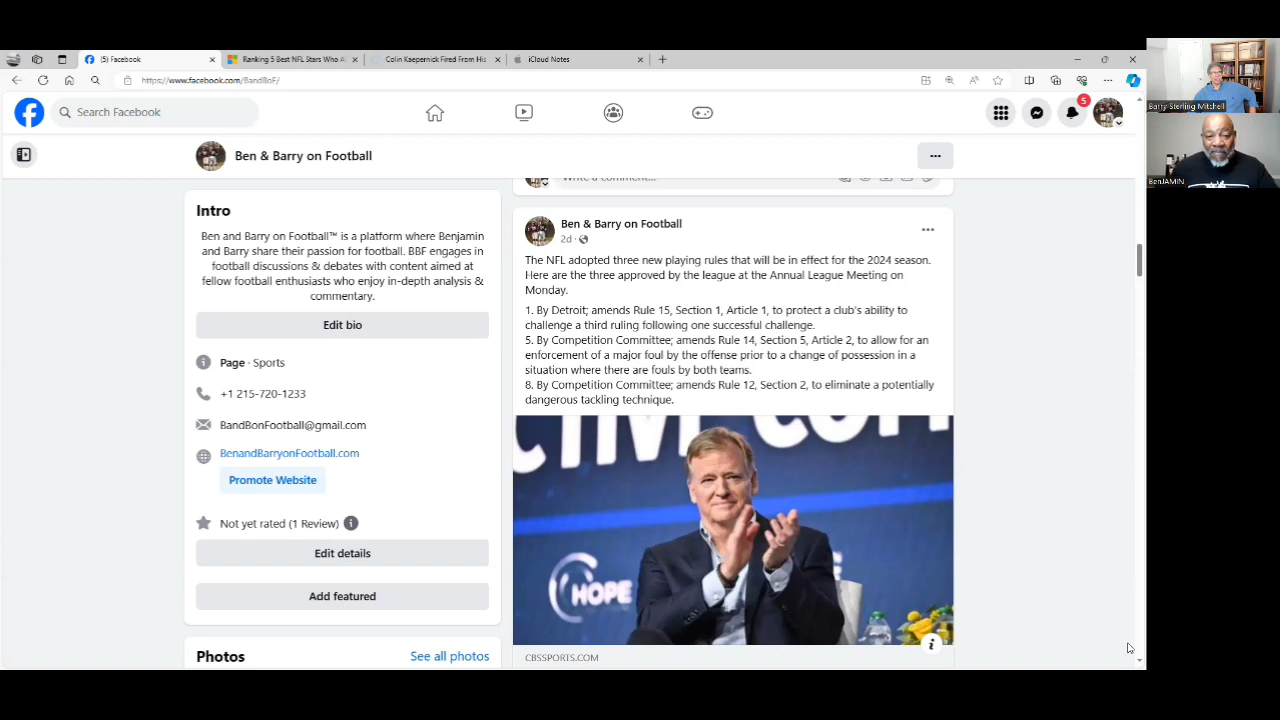 (5) Facebook
Ranking 5 Best NFL Stars Who A
Colin Kaepernick Fired From His
iCloud Notes
https://www.facebook.com/BandBoF/
Search Facebook
5
Barry Sterling Mitchell
BenJAMIN
Ben & Barry on Football
Intro
Ben and Barry on Football™ is a platform where Benjamin
and Barry share their passion for football. BBF engages in
football discussions & debates with content aimed at
fellow football enthusiasts who enjoy in-depth analysis &
commentary.
Edit bio
Page · Sports
+1 215-720-1233
BandBonFootball@gmail.com
BenandBarryonFootball.com
Promote Website
Not yet rated (1 Review)
Edit details
Add featured
Photos
See all photos
Write a comment...
Ben & Barry on Football
2d ·
The NFL adopted three new playing rules that will be in effect for the 2024 season.
Here are the three approved by the league at the Annual League Meeting on
Monday.
1. By Detroit; amends Rule 15, Section 1, Article 1, to protect a club's ability to
challenge a third ruling following one successful challenge.
5. By Competition Committee; amends Rule 14, Section 5, Article 2, to allow for an
enforcement of a major foul by the offense prior to a change of possession in a
situation where there are fouls by both teams.
8. By Competition Committee; amends Rule 12, Section 2, to eliminate a potentially
dangerous tackling technique.
HOPE
CBSSPORTS.COM